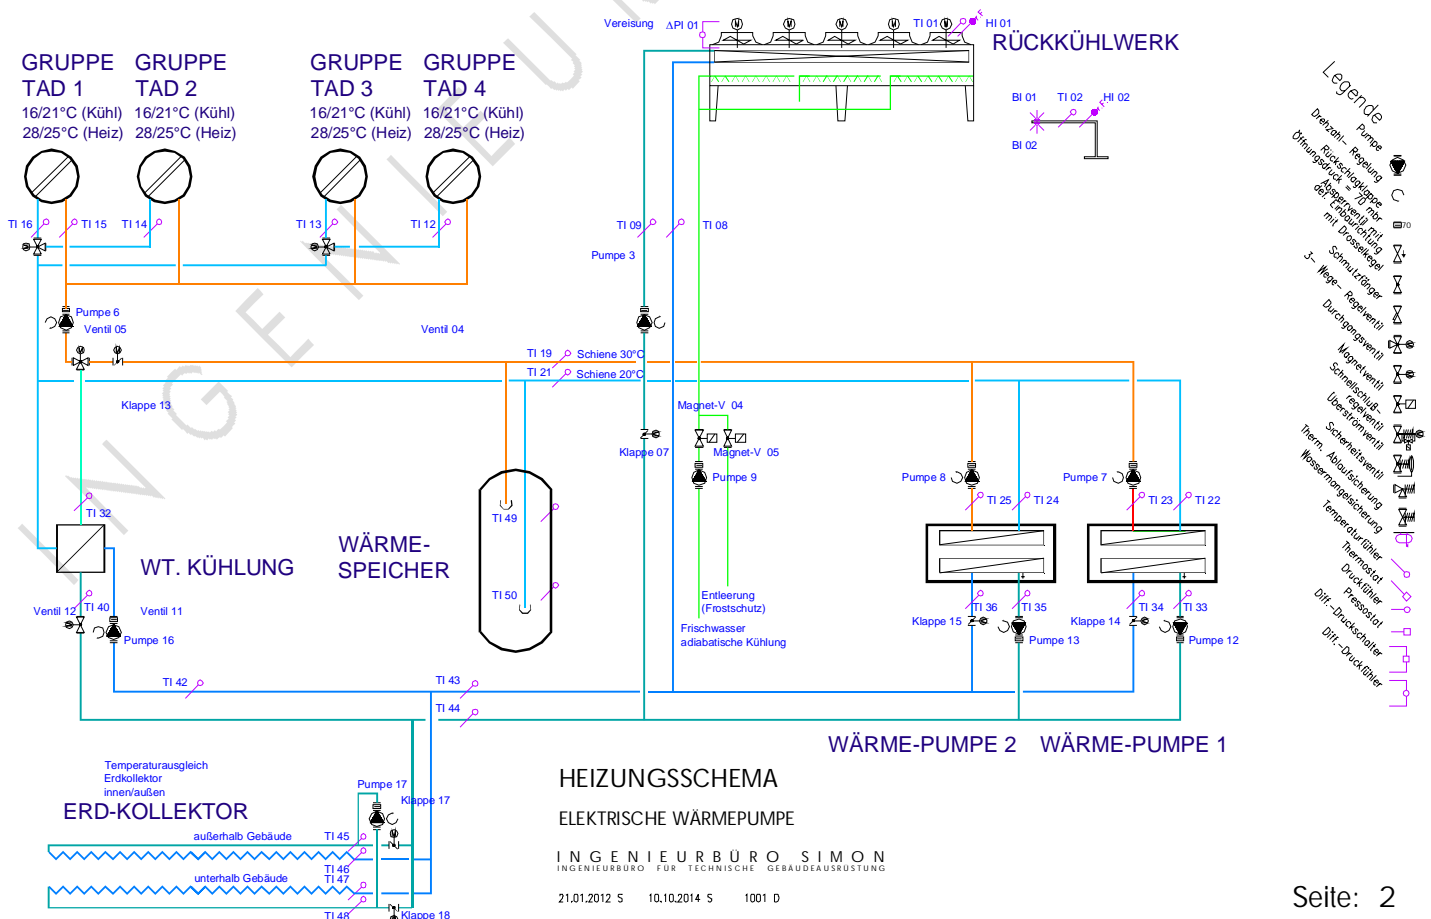 INGENIEU
Vereisung
ΔPI 01
TI 01
HI 01
RÜCKKÜHLWERK
GRUPPE
TAD 1
16/21°C (Kühl)
28/25°C (Heiz)
GRUPPE
TAD 2
16/21°C (Kühl)
28/25°C (Heiz)
GRUPPE
TAD 3
16/21°C (Kühl)
28/25°C (Heiz)
GRUPPE
TAD 4
16/21°C (Kühl)
28/25°C (Heiz)
BI 01
TI 02
HI 02
BI 02
TI 16
TI 15
TI 14
TI 13
TI 12
TI 09
TI 08
Pumpe 3
Pumpe 6
Ventil 05
Ventil 04
TI 19
Schiene 30°C
TI 21
Schiene 20°C
Klappe 13
Magnet-V 04
Klappe 07
Magnet-V 05
Pumpe 9
Pumpe 8
Pumpe 7
TI 25
TI 24
TI 23
TI 22
TI 32
TI 49
WT. KÜHLUNG
WÄRME-
SPEICHER
TI 50
Entleerung
(Frostschutz)
Frischwasser
adiabatische Kühlung
Ventil 12
TI 40
Ventil 11
Pumpe 16
TI 36
TI 35
TI 34
TI 33
Klappe 15
Pumpe 13
Klappe 14
Pumpe 12
TI 42
TI 43
TI 44
WÄRME-PUMPE 2
WÄRME-PUMPE 1
Temperaturausgleich
Erdkollektor
innen/außen
ERD-KOLLEKTOR
Pumpe 17
Klappe 17
außerhalb Gebäude
TI 45
TI 46
unterhalb Gebäude
TI 47
TI 48
Klappe 18
HEIZUNGSSCHEMA
ELEKTRISCHE WÄRMEPUMPE
INGENIEURBÜRO SIMON
INGENIEURBÜRO FÜR TECHNISCHE GEBÄUDEAUSRÜSTUNG
21.01.2012 S
10.10.2014 S
1001 D
Legende
Pumpe
Drehzahl- Regelung
Rückschlagklappe
Öffnungsdruck = 70 mbr
70
Absperrventil mit
def. Einbaurichtung
mit Drosselkegel
Schmutzfänger
3- Wege- Regelventil
Durchgangsventil
Magnetventil
Schnellschluß-
regelventil
Überströmventil
Sicherheitsventil
Therm. Ablaufsicherung
Wassermangelsicherung
Temperaturfühler
Thermostat
Druckfühler
Pressostat
Diff.-Druckschalter
Diff.-Druckfühler
Seite: 2